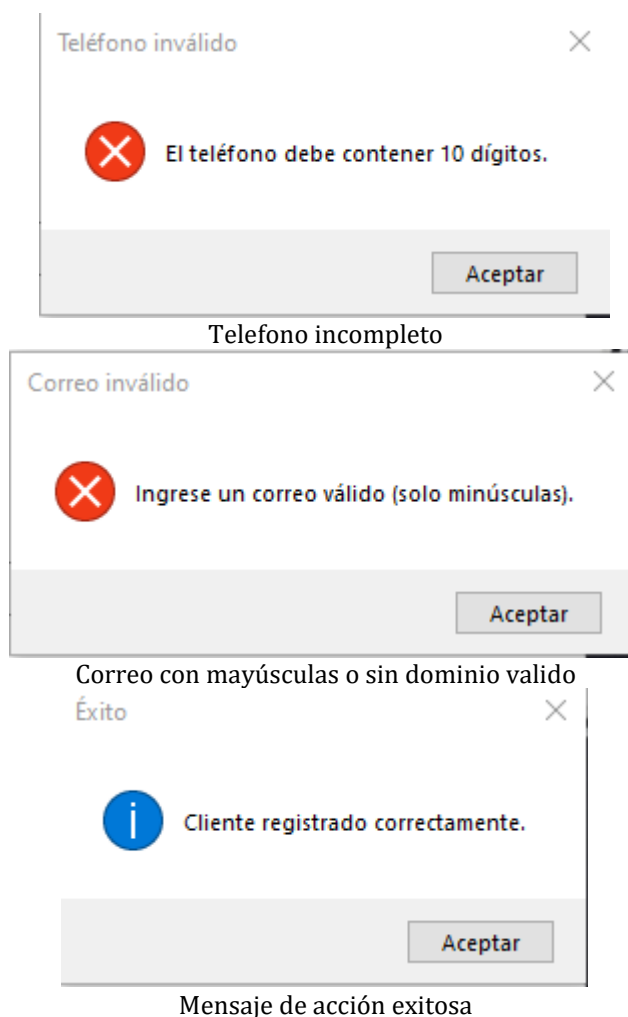 Teléfono inválido
El teléfono debe contener 10 dígitos.
Aceptar
Telefono incompleto
Correo inválido
Ingrese un correo válido (solo minúsculas).
Aceptar
Correo con mayúsculas o sin dominio valido
Éxito
Cliente registrado correctamente.
Aceptar
Mensaje de acción exitosa